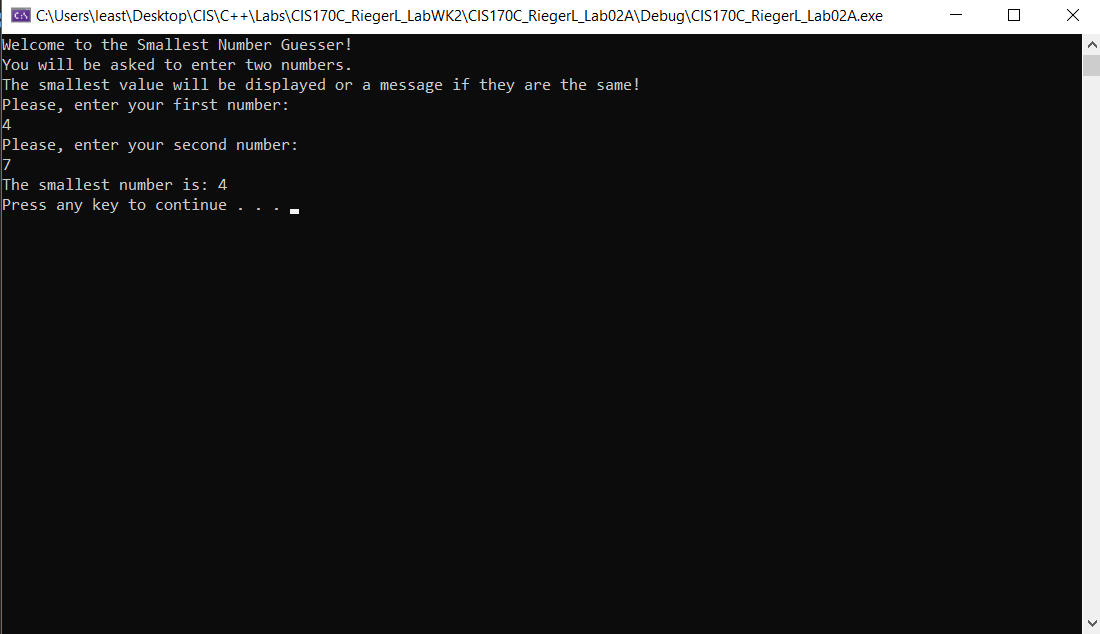 C:\Users\least\Desktop\CIS\C++\Labs\CIS170C_RiegerL_LabWK2\CIS170C_RiegerL_Lab02A\Debug\CIS170C_RiegerL_Lab02A.exe
Welcome to the Smallest Number Guesser!
You will be asked to enter two numbers.
The smallest value will be displayed or a message if they are the same!
Please, enter your first number:
4
Please, enter your second number:
7
The smallest number is: 4
Press any key to continue . . .